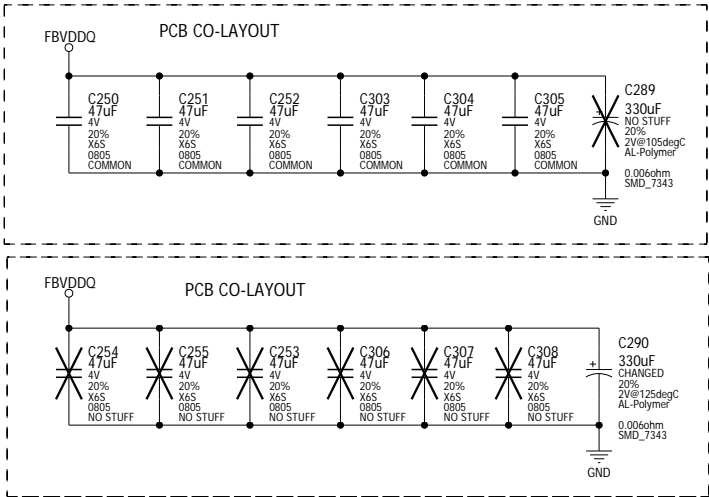 PCB CO-LAYOUT
FBVDDQ
C250
47uF
4V
20%
X6S
0805
COMMON
C251
47uF
4V
20%
X6S
0805
COMMON
C252
47uF
4V
20%
X6S
0805
COMMON
C303
47uF
4V
20%
X6S
0805
COMMON
C304
47uF
4V
20%
X6S
0805
COMMON
C305
47uF
4V
20%
X6S
0805
COMMON
C289
+
330uF
NO STUFF
20%
2V@105degC
AL-Polymer
0.006ohm
SMD_7343
GND
FBVDDQ
PCB CO-LAYOUT
C254
47uF
4V
20%
X6S
0805
NO STUFF
C255
47uF
4V
20%
X6S
0805
NO STUFF
C253
47uF
4V
20%
X6S
0805
NO STUFF
C306
47uF
4V
20%
X6S
0805
NO STUFF
C307
47uF
4V
20%
X6S
0805
NO STUFF
C308
47uF
4V
20%
X6S
0805
NO STUFF
C290
+
330uF
CHANGED
20%
2V@125degC
AL-Polymer
0.006ohm
SMD_7343
GND